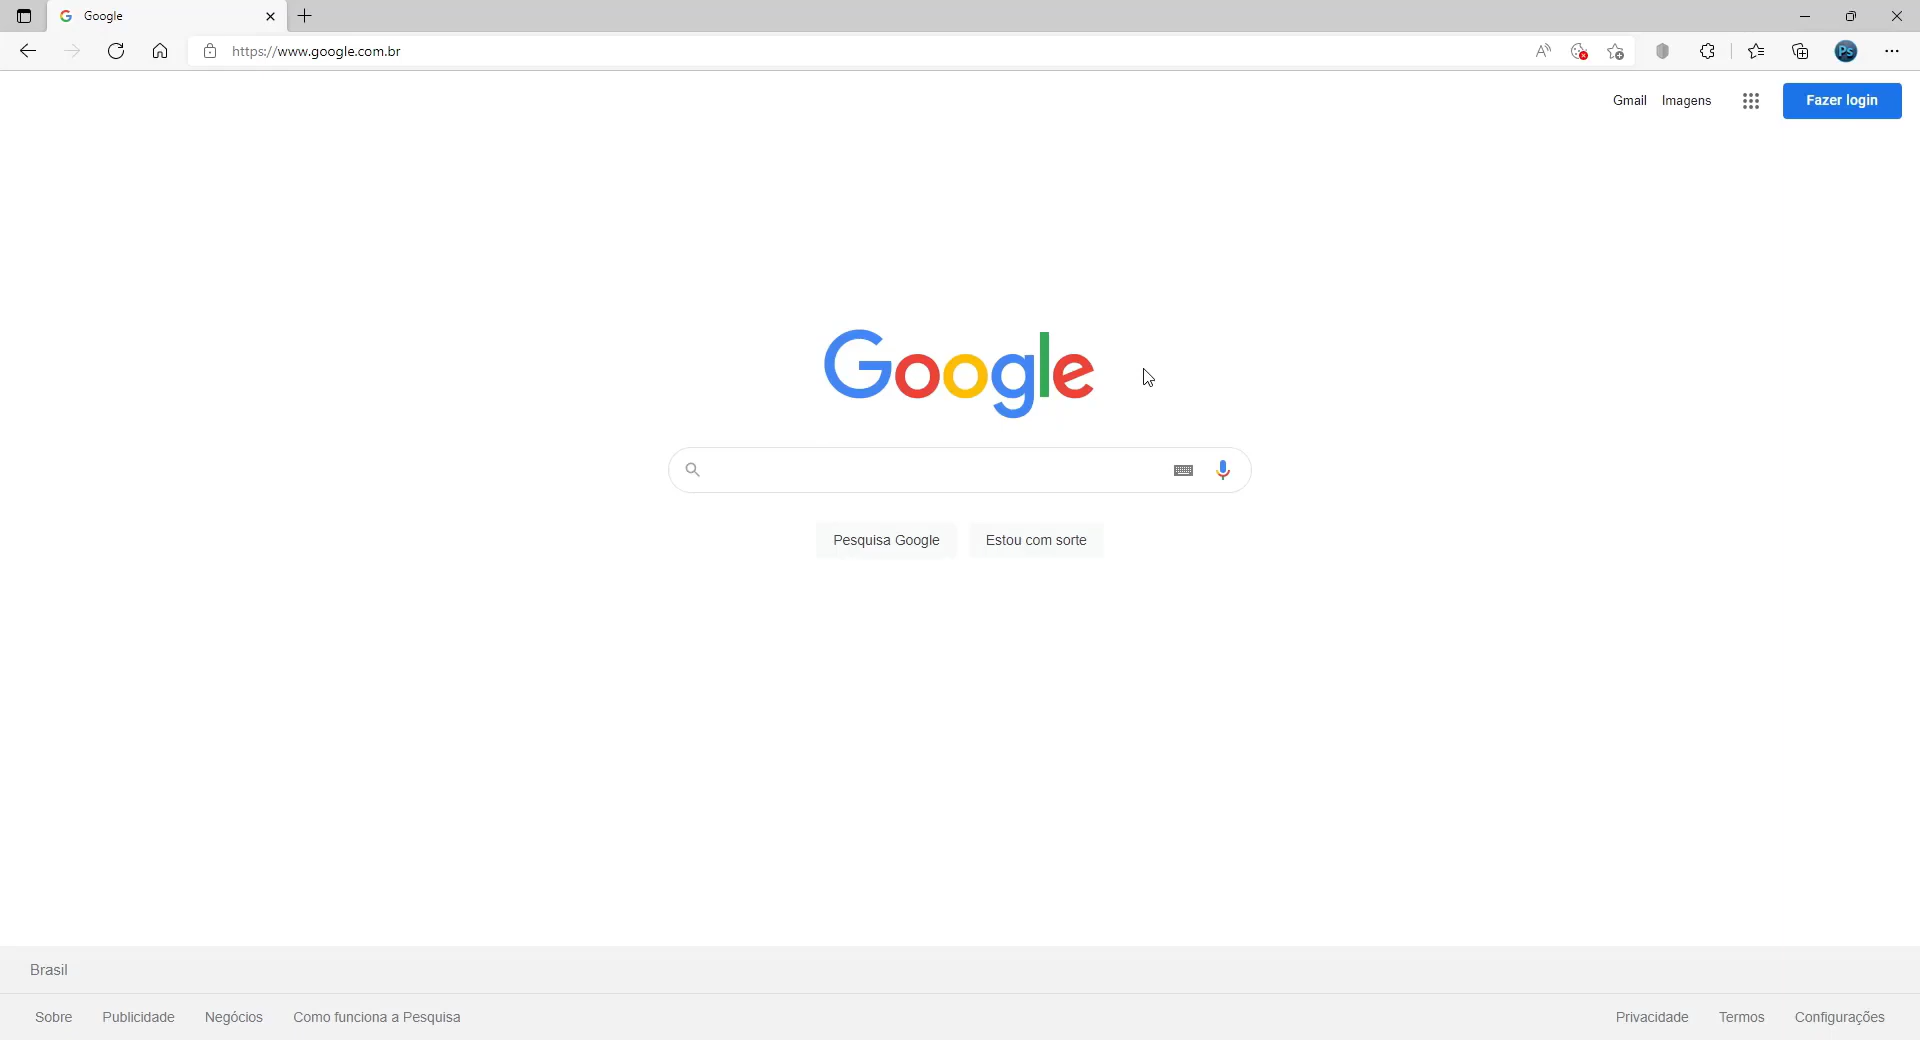 Google
https://www.google.com.br
A
Ps
Gmail Imagens Fazer login
Google
Pesquisa Google Estou com sorte
Brasil
Sobre Publicidade Negócios Como funciona a Pesquisa Privacidade Termos Configurações